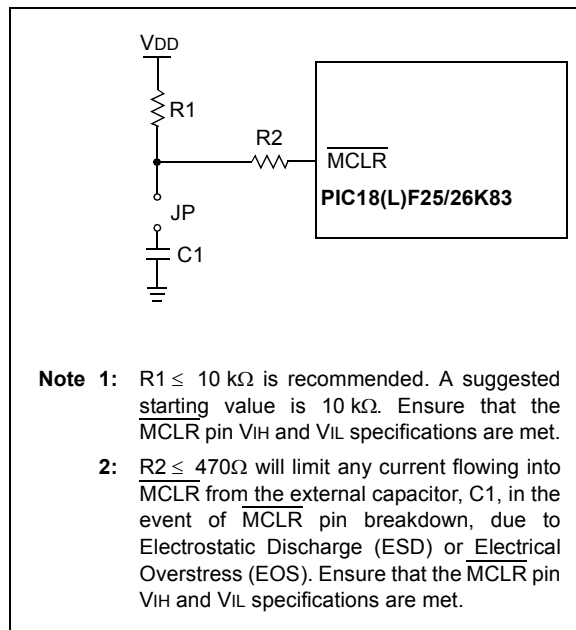 VDD
R1
R2
MCLR
PIC18(L)F25/26K83
JP
C1
Note 1: R1 ≤ 10 kΩ is recommended. A suggested
starting value is 10 kΩ. Ensure that the
MCLR pin VIH and VIL specifications are met.
2: R2 ≤ 470Ω will limit any current flowing into
MCLR from the external capacitor, C1, in the
event of MCLR pin breakdown, due to
Electrostatic Discharge (ESD) or Electrical
Overstress (EOS). Ensure that the MCLR pin
VIH and VIL specifications are met.